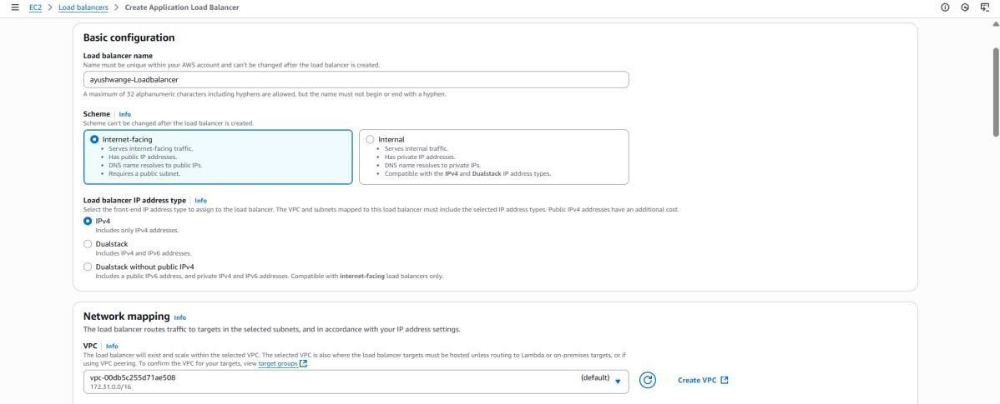 EC2 > Load balancers > Create Application Load Balancer
Basic configuration
Load balancer name
Name must be unique within your AWS account and can't be changed after the load balancer is created.
ayushwange-Loadbalancer
A maximum of 32 alphanumeric characters including hyphens are allowed, but the name must not begin or end with a hyphen.
Scheme | Info
Scheme can't be changed after the load balancer is created.
Internet-facing
• Serves internet-facing traffic.
• Has public IP addresses.
• DNS name resolves to public IPs.
• Requires a public subnet.
Internal
• Serves internal traffic.
• Has private IP addresses.
• DNS name resolves to private IPs.
• Compatible with the IPv4 and Dualstack IP address types.
Load balancer IP address type | Info
Select the front-end IP address type to assign to the load balancer. The VPC and subnets mapped to this load balancer must include the selected IP address types. Public IPv4 addresses have an additional cost.
IPv4
Includes only IPv4 addresses.
Dualstack
Includes IPv4 and IPv6 addresses.
Dualstack without public IPv4
Includes a public IPv6 address, and private IPv4 and IPv6 addresses. Compatible with internet-facing load balancers only.
Network mapping Info
The load balancer routes traffic to targets in the selected subnets, and in accordance with your IP address settings.
VPC | Info
The load balancer will exist and scale within the selected VPC. The selected VPC is also where the load balancer targets must be hosted unless routing to Lambda or on-premises targets, or if
using VPC peering. To confirm the VPC for your targets, view target groups.
vpc-00db5c255d71ae508 (default)
172.31.0.0/16
Create VPC